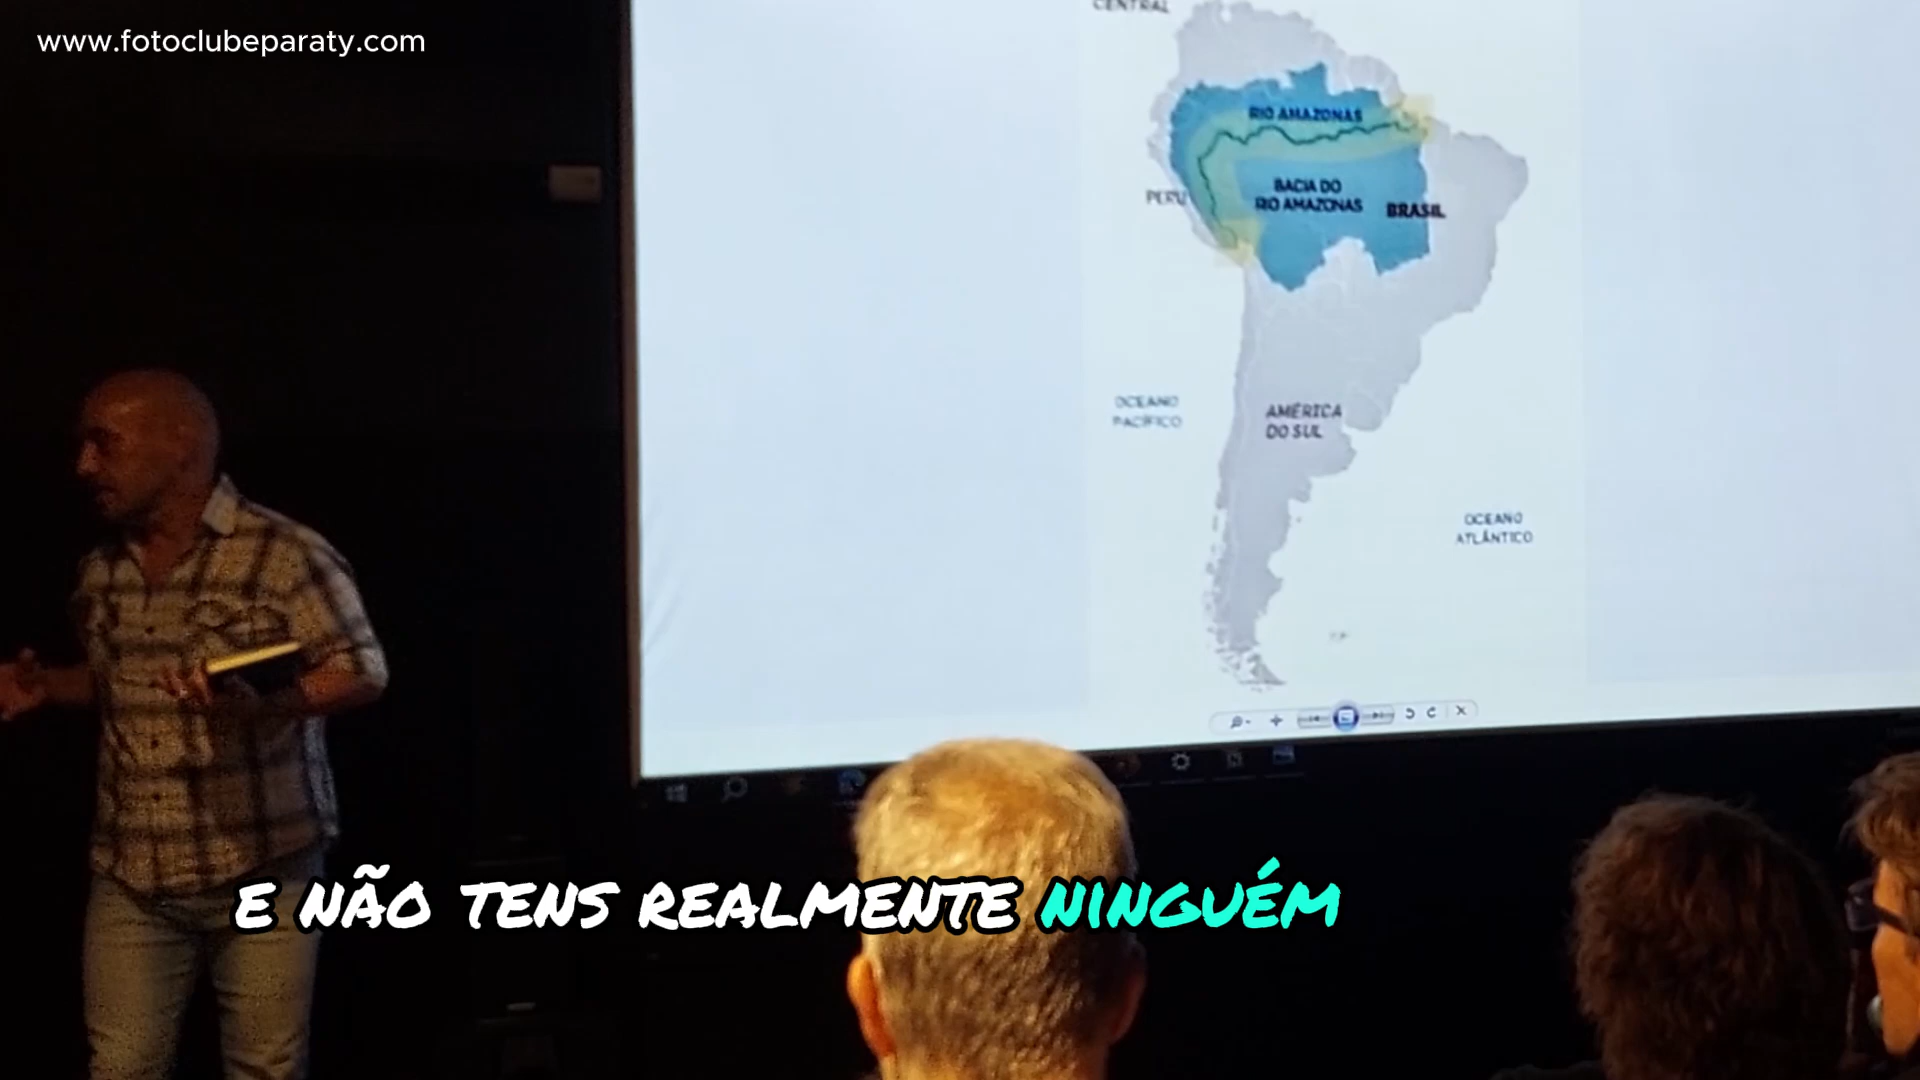 www.fotoclubeparaty.com
CENTRAL
RIO AMAZONAS
PERU
BACIA DO
RIO AMAZONAS
BRASIL
OCEANO
PACÍFICO
AMÉRICA
DO SUL
OCEANO
ATLÂNTICO
E NÃO TENS REALMENTE NINGUÉM